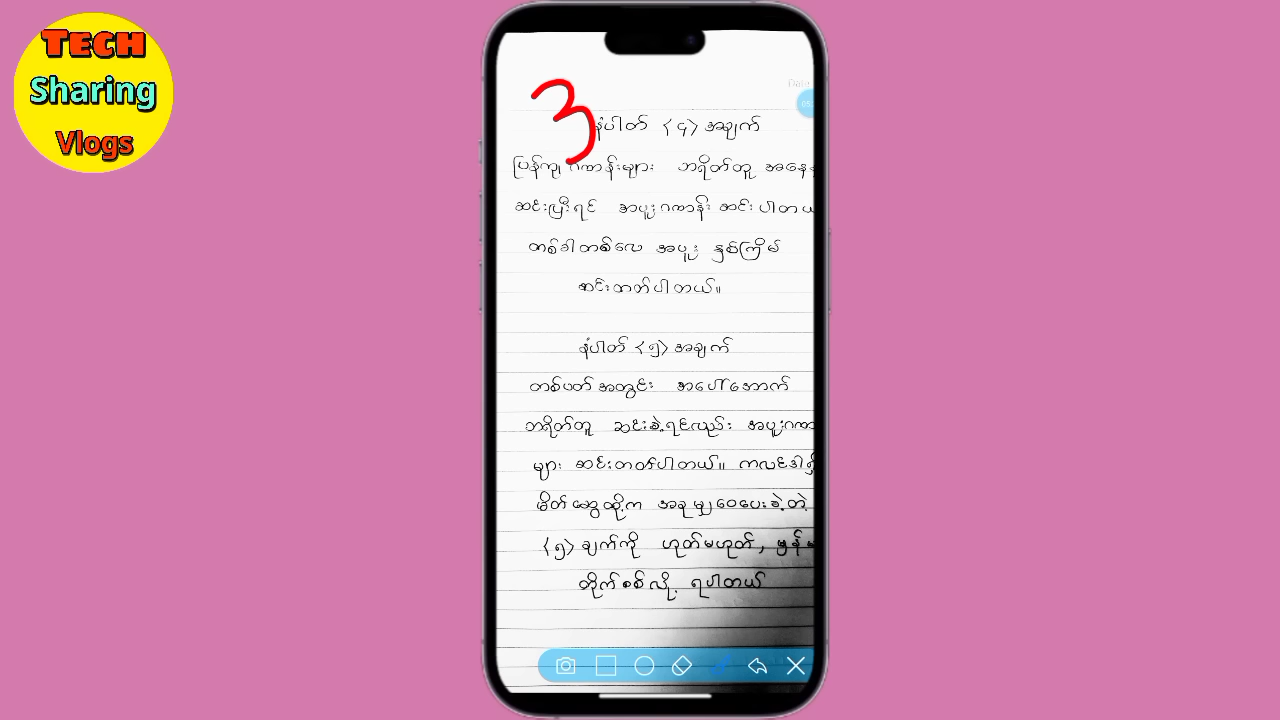 TECH
Sharing
Vlogs
Date
3
နံပါတ် <၄> အချက်
ပြန်ကျဂဏန်းများ ဘရိတ်တူ
ဆင်းပြီးရင် အပူးဂဏန်း ဆင်းပါတယ်
တစ်ခါတစ်လေ အပူး နှစ်ကြိမ်
ဆင်းတတ်ပါတယ်။
နံပါတ် <၅> အချက်
တစ်ပတ်အတွင်း အပေါ်အောက်
ဘရိတ်တူ ဆင်းခဲ့ရင်လည်း
များ ဆင်းတတ်ပါတယ်။
မိတ်ဆွေတို့က အခုမျှဝေပေးခဲ့တဲ့
<၅> ချက်ကို ဟုတ်မဟုတ်,
တိုက်စစ်လို့ ရပါတယ်